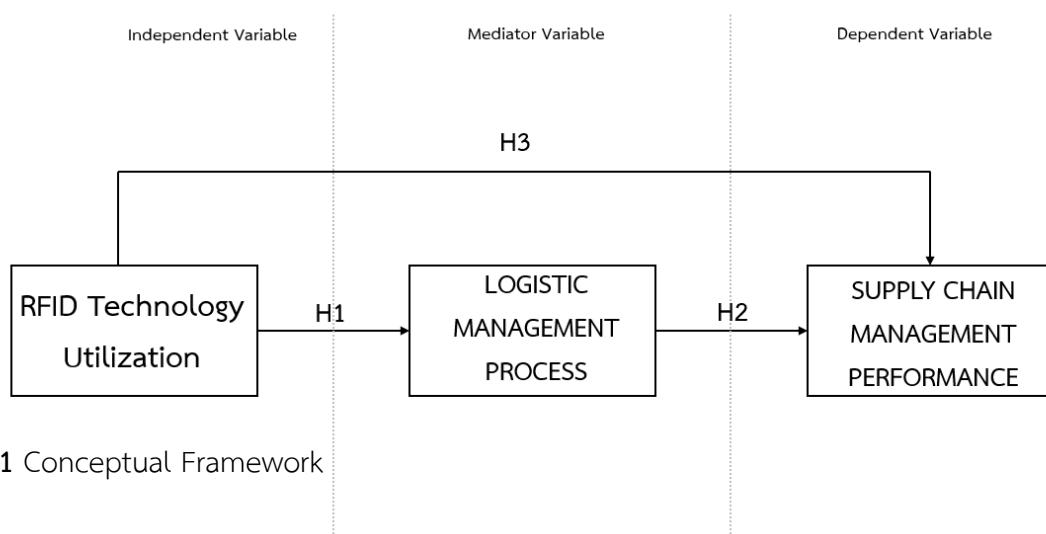 Independent Variable
Mediator Variable
Dependent Variable
H3
RFID Technology
Utilization
H1
LOGISTIC
MANAGEMENT
PROCESS
H2
SUPPLY CHAIN
MANAGEMENT
PERFORMANCE
1 Conceptual Framework